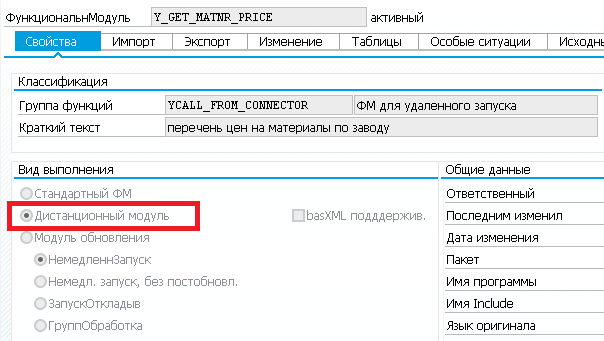 ФункциональнМодуль Y_GET_MATNR_PRICE активный
Свойства Импорт Экспорт Изменение Таблицы Особые ситуации Исходны
Классификация
Группа функций YCALL_FROM_CONNECTOR ФМ для удаленного запуска
Краткий текст перечень цен на материалы по заводу
Вид выполнения Общие данные
Стандартный ФМ Ответственный
Дистанционный модуль basXML подддержив. Последним изменил
Модуль обновления Дата изменения
НемедленнЗапуск Пакет
Немедл. запуск, без постобновл. Имя программы
ЗапускОткладыв Имя Include
ГруппОбработка Язык оригинала